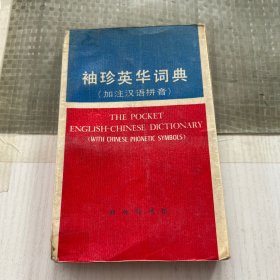 袖珍英华词典
(加注汉语拼音)
THE POCKET
ENGLISH-CHINESE DICTIONARY
(WITH CHINESE PHONETIC SYMBOLS)